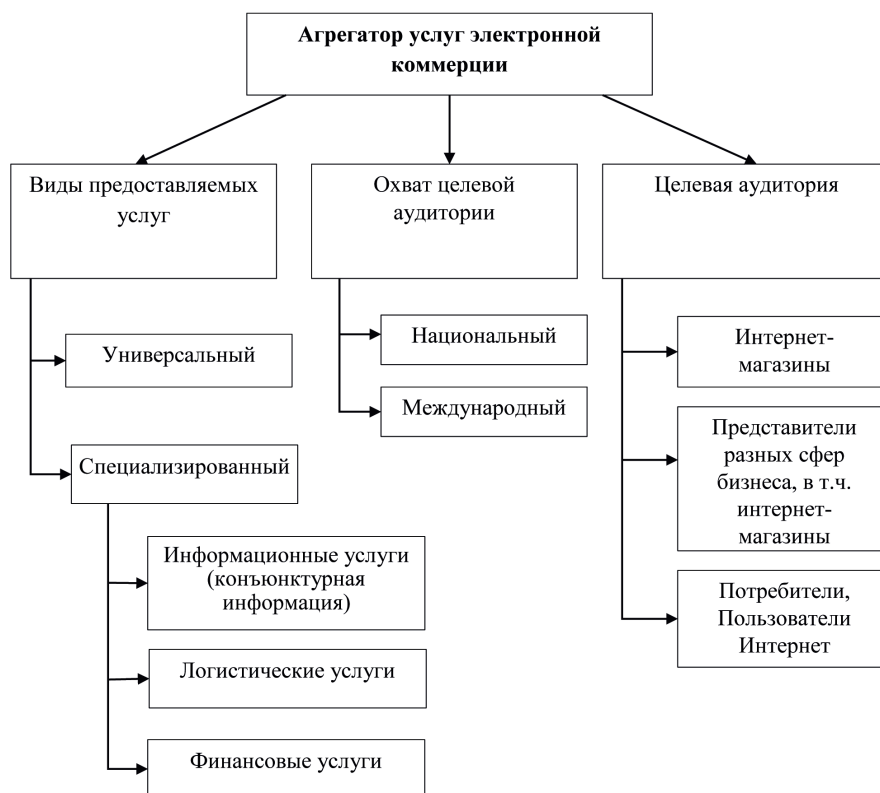 Агрегатор услуг электронной
коммерции
Виды предоставляемых
услуг
Универсальный
Специализированный
Информационные услуги
(конъюнктурная
информация)
Логистические услуги
Финансовые услуги
Охват целевой
аудитории
Национальный
Международный
Целевая аудитория
Интернет-
магазины
Представители
разных сфер
бизнеса, в т.ч.
интернет-
магазины
Потребители,
Пользователи
Интернет